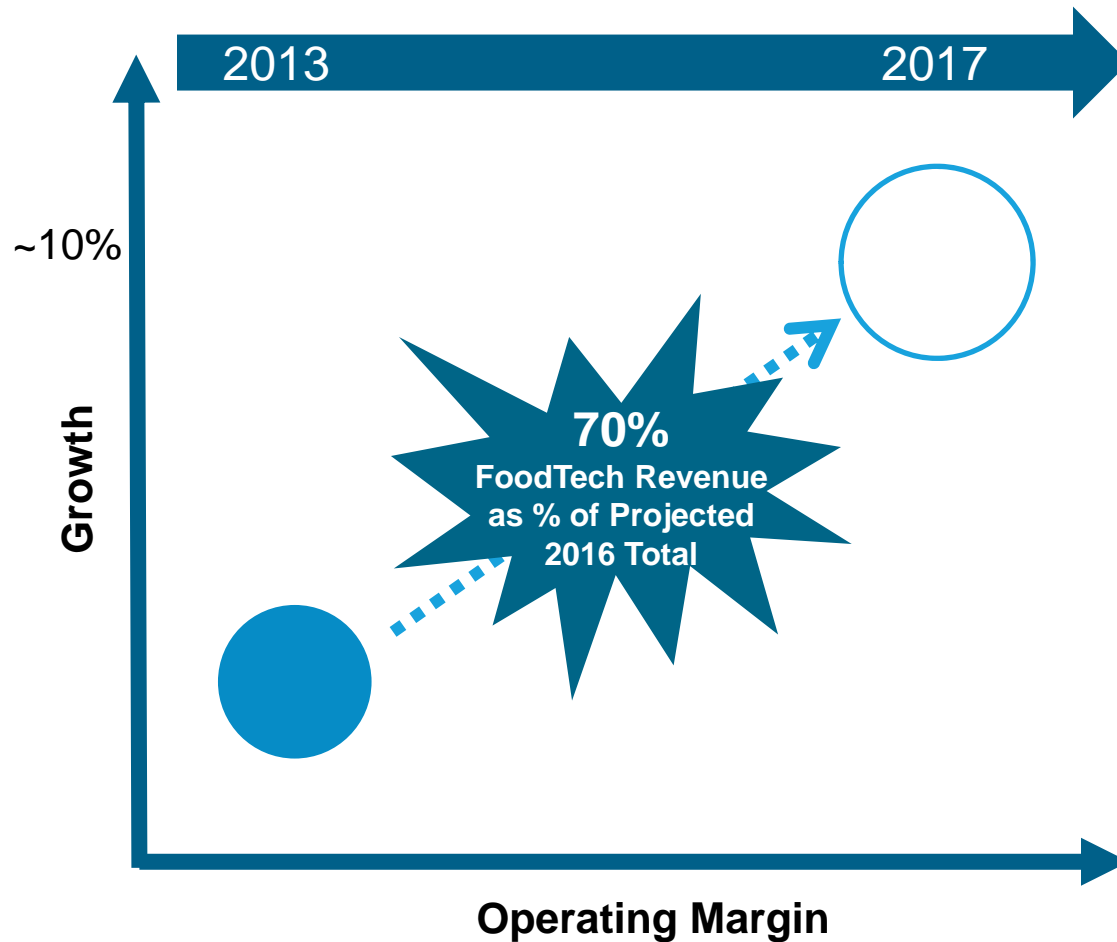 2013
2017
~10%
Growth
70%
FoodTech Revenue
as % of Projected
2016 Total
Operating Margin